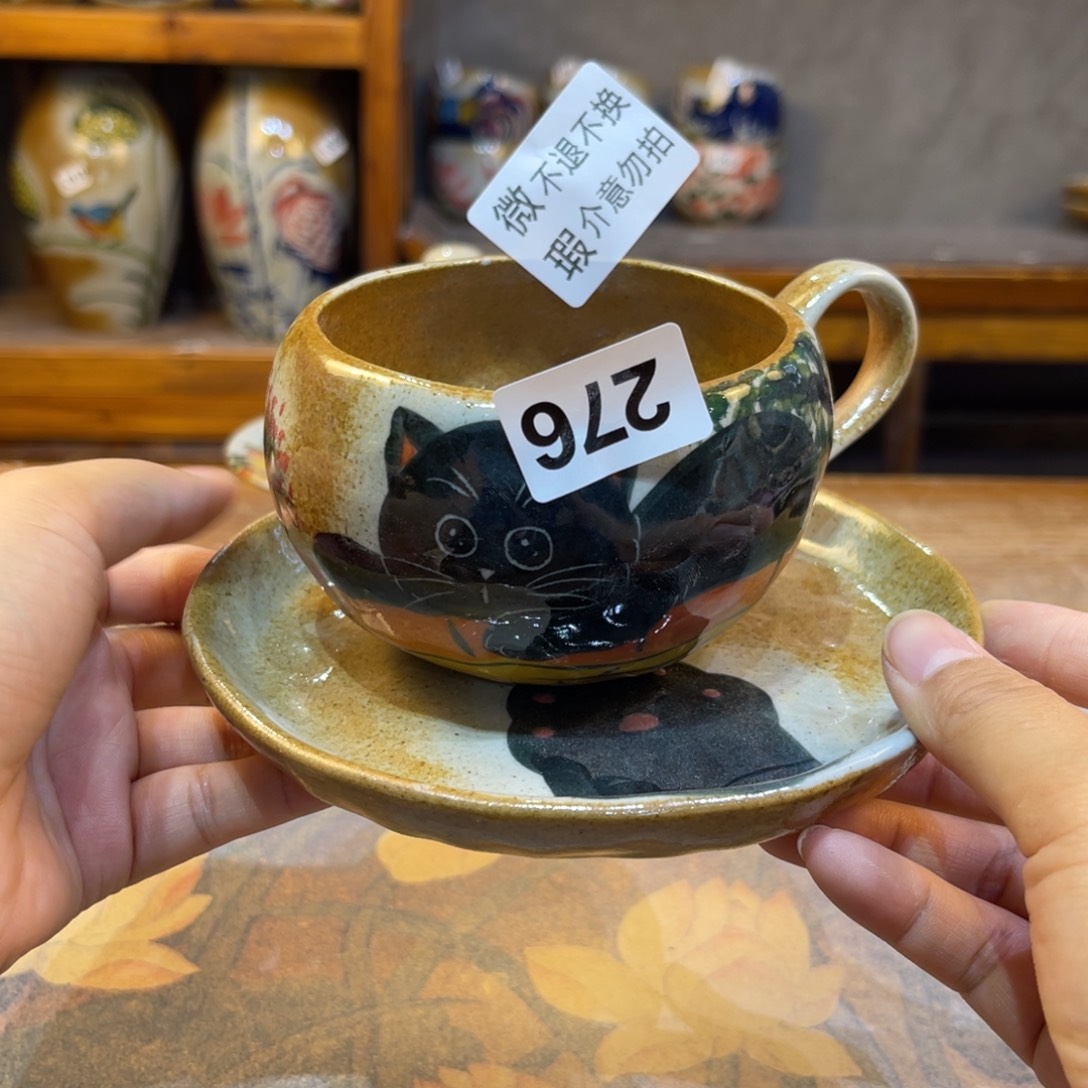 微 不退不换
瑕 介意勿拍
276